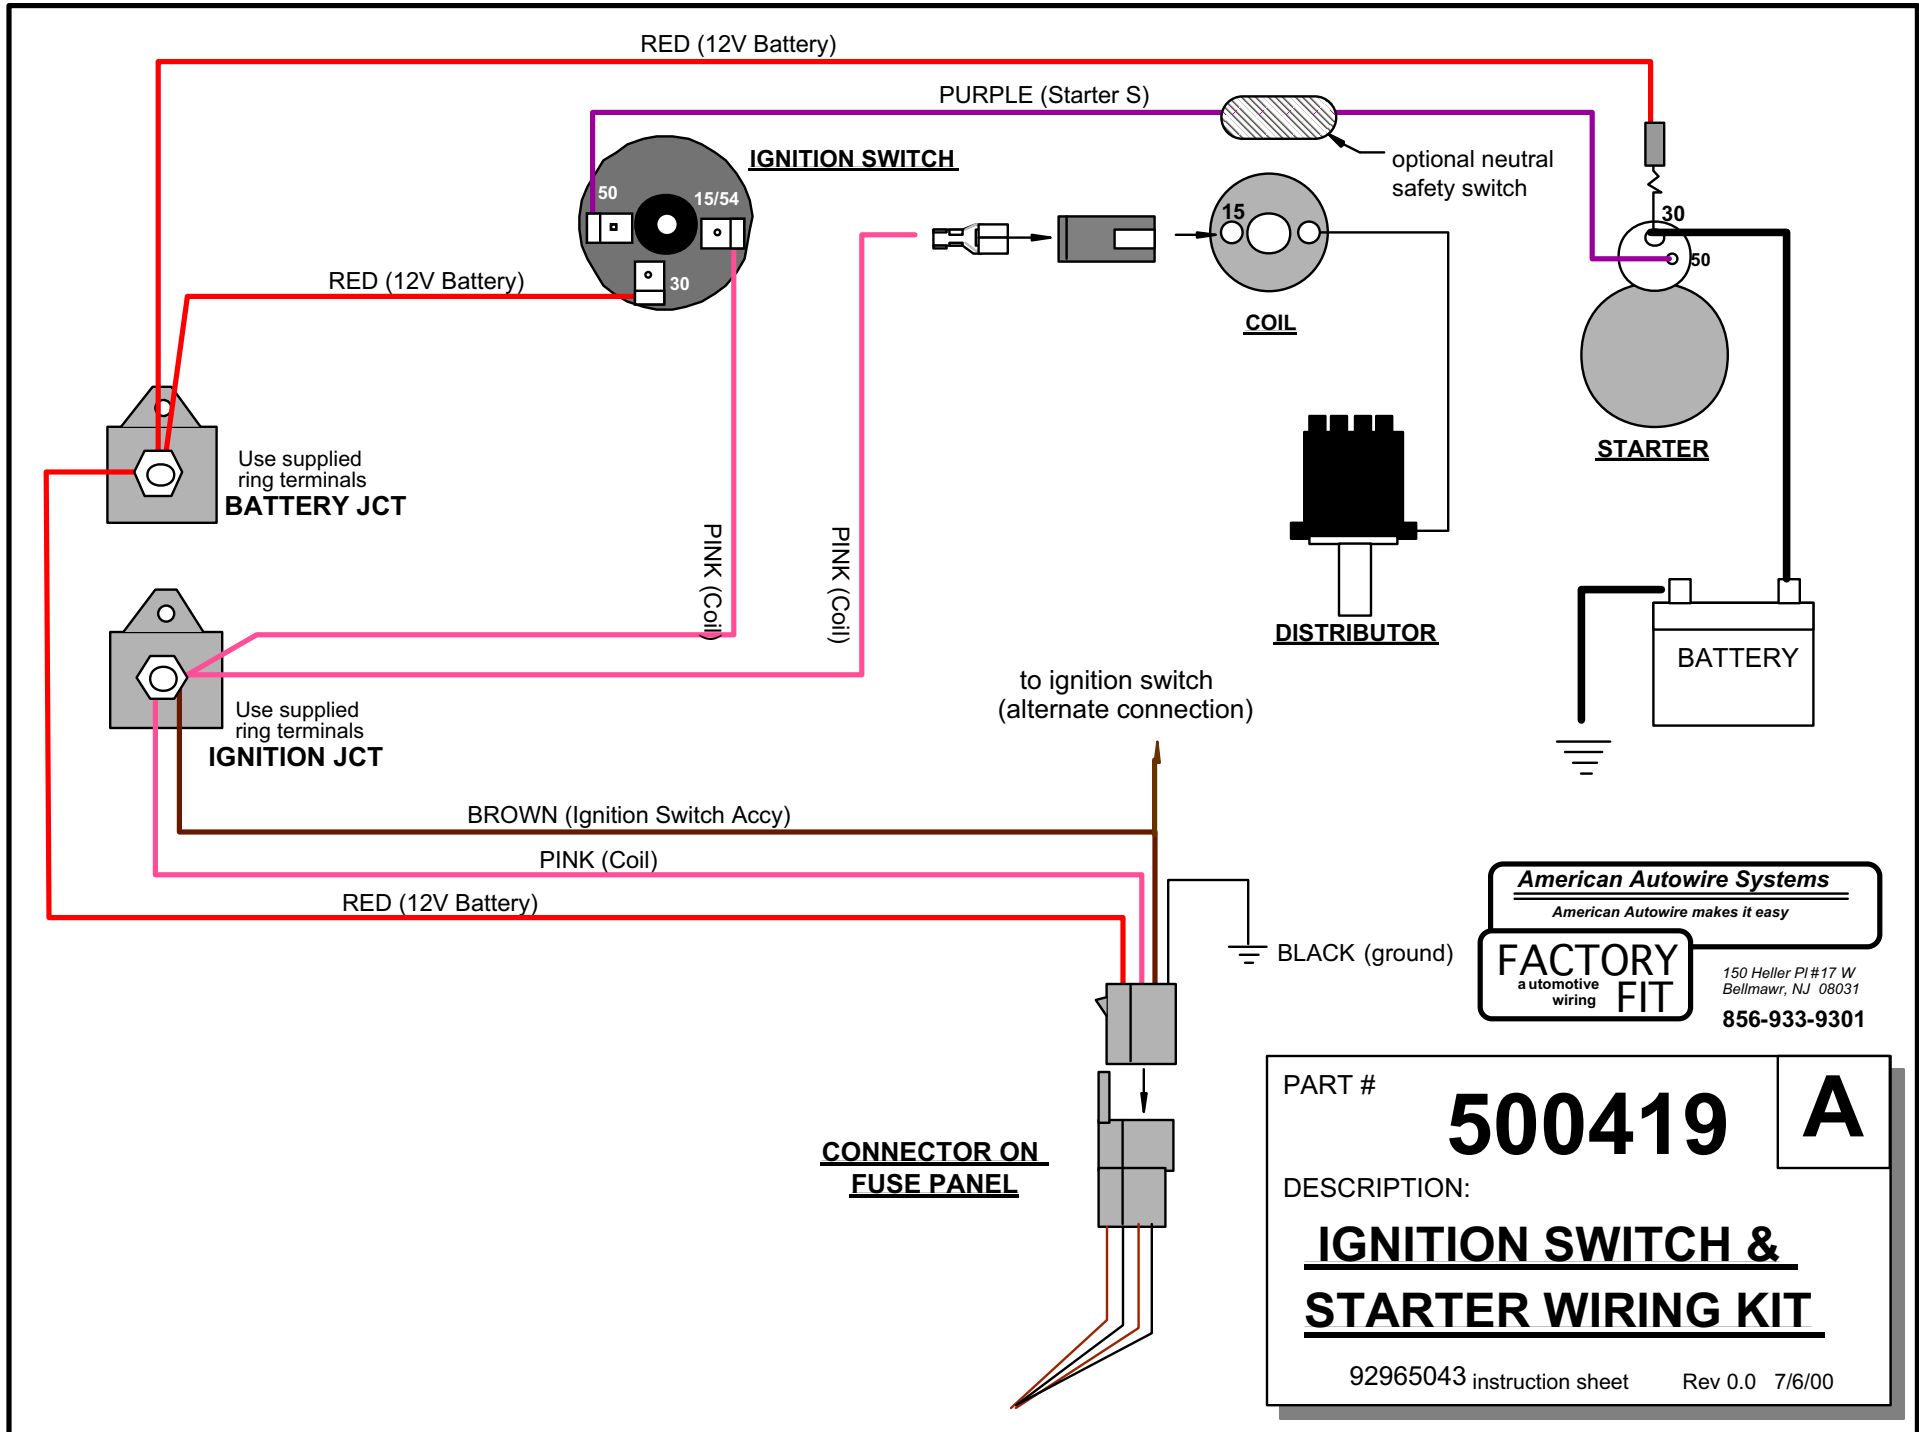 RED (12V Battery)
PURPLE (Starter S)
IGNITION SWITCH
optional neutral
safety switch
50
15/54
30
RED (12V Battery)
15
COIL
30
50
STARTER
Use supplied
ring terminals
BATTERY JCT
PINK (Coil)
PINK (Coil)
DISTRIBUTOR
BATTERY
to ignition switch
(alternate connection)
Use supplied
ring terminals
IGNITION JCT
BROWN (Ignition Switch Accy)
PINK (Coil)
RED (12V Battery)
BLACK (ground)
American Autowire Systems
American Autowire makes it easy
FACTORY
automotive
wiring
FIT
150 Heller Pl #17 W
Bellmawr, NJ 08031
856-933-9301
CONNECTOR ON
FUSE PANEL
PART #
500419
A
DESCRIPTION:
IGNITION SWITCH &
STARTER WIRING KIT
92965043 instruction sheet Rev 0.0 7/6/00